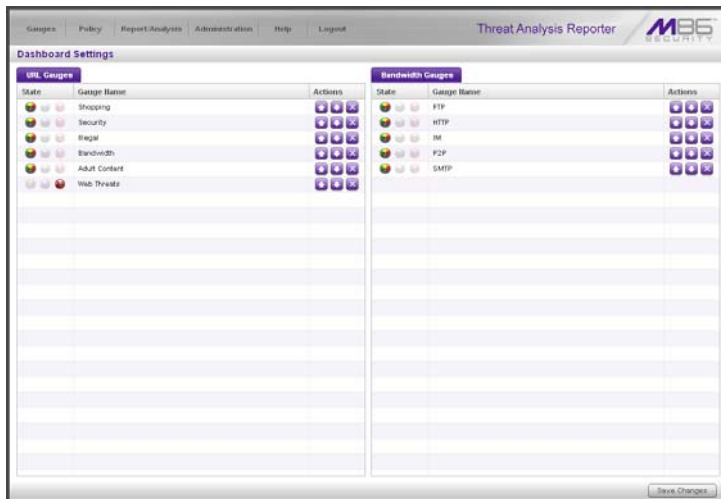 Gauges Policy Report/Analysis Administration Help Logout
Threat Analysis Reporter
M86 SECURITY
Dashboard Settings
URL Gauges
State Gauge Name Actions
Shopping
Security
Illegal
Bandwidth
Adult Content
Web Threats
Bandwidth Gauges
State Gauge Name Actions
FTP
HTTP
IM
P2P
SMTP
Save Changes